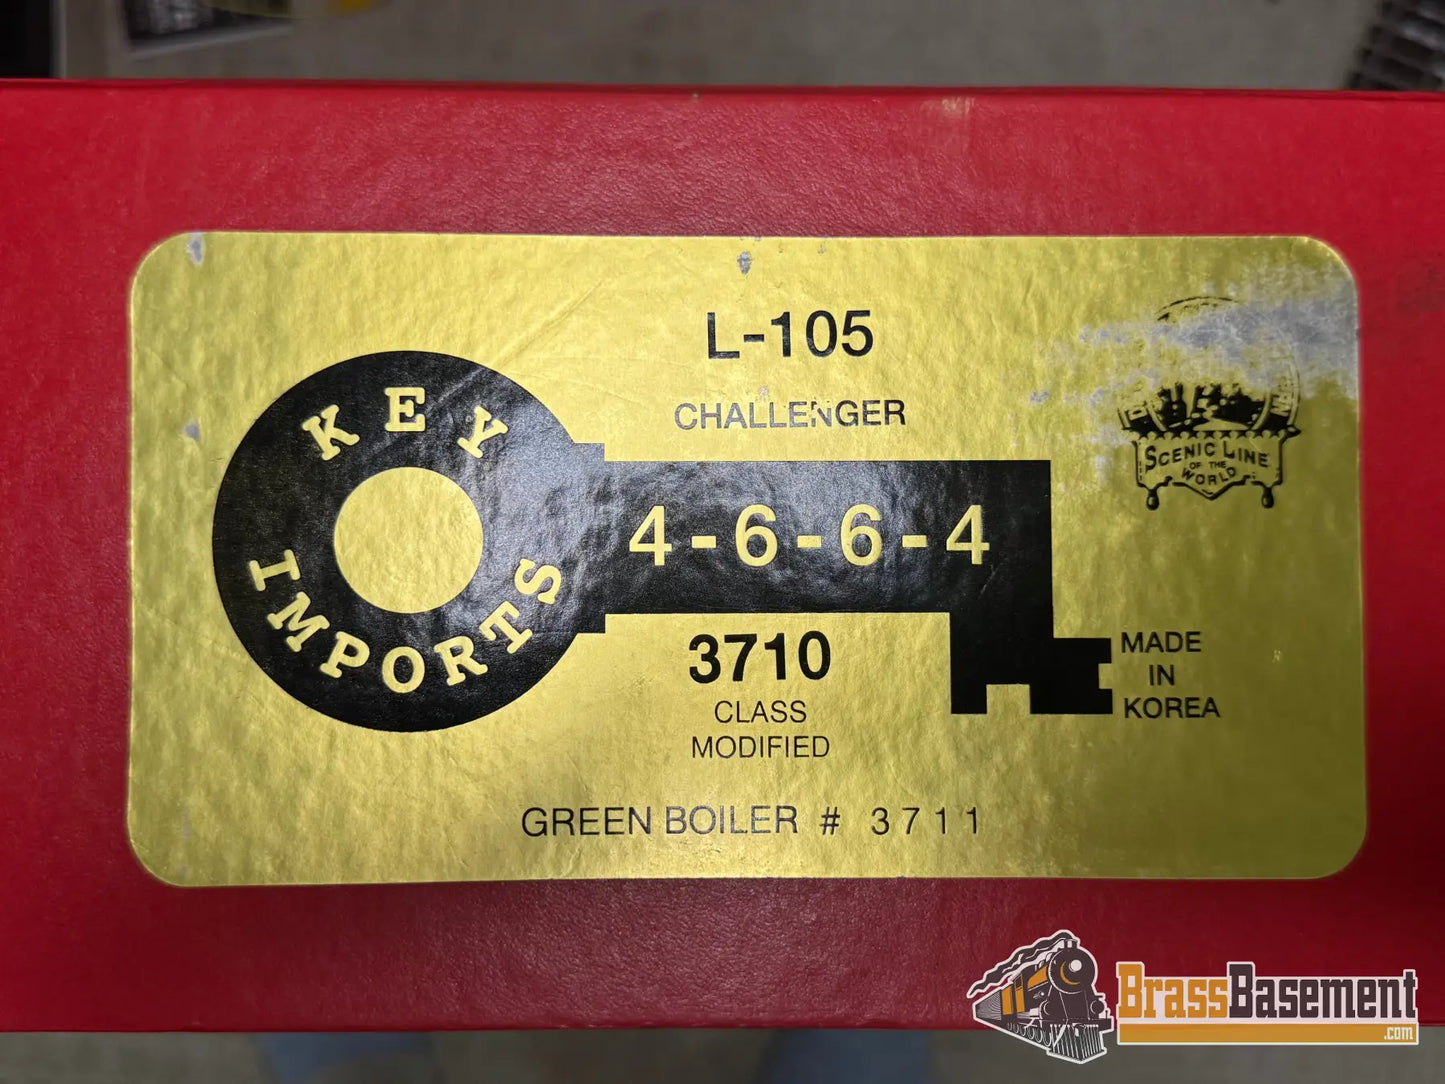 L-105
CHALLENGER
KEY
IMPORTS
4-6-6-4
SCENIC LINE
OF THE
WORLD
3710
CLASS
MODIFIED
MADE
IN
KOREA
GREEN BOILER # 3711
BrassBasement
.com